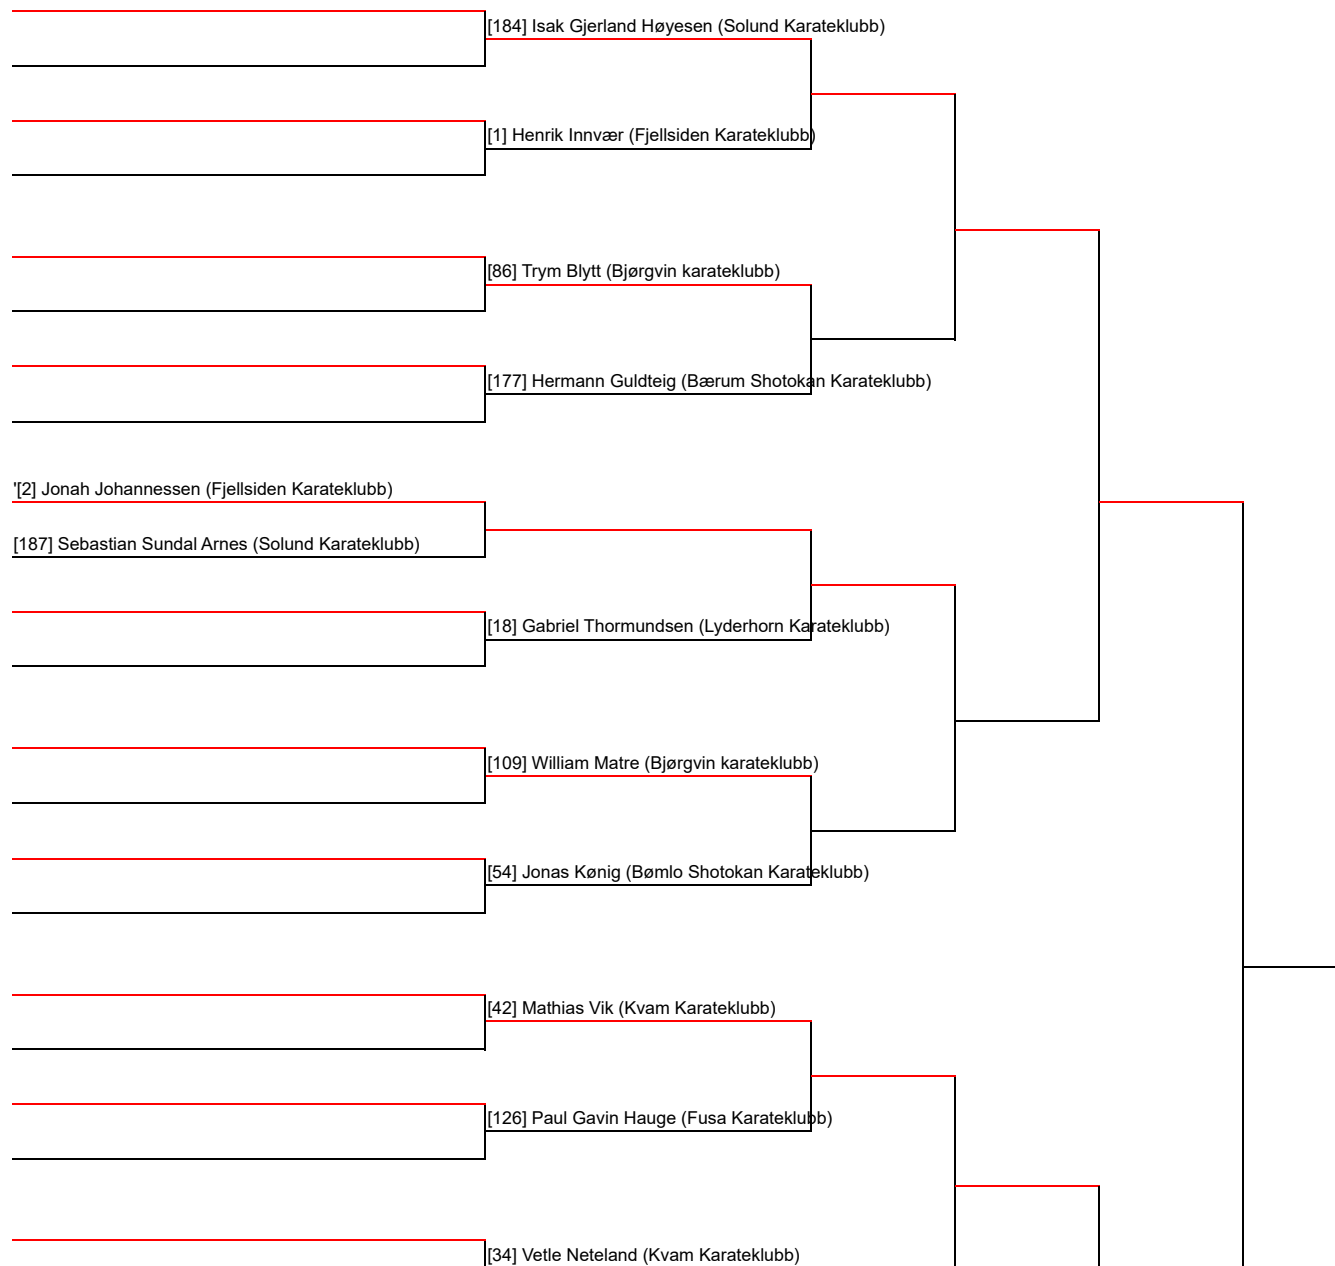 [184] Isak Gjerland Høyesen (Solund Karateklubb)
[1] Henrik Innvær (Fjellsiden Karateklubb)
[86] Trym Blytt (Bjørgvin karateklubb)
[177] Hermann Guldteig (Bærum Shotokan Karateklubb)
'[2] Jonah Johannessen (Fjellsiden Karateklubb)
[187] Sebastian Sundal Arnes (Solund Karateklubb)
[18] Gabriel Thormundsen (Lyderhorn Karateklubb)
[109] William Matre (Bjørgvin karateklubb)
[54] Jonas Kønig (Bømlo Shotokan Karateklubb)
[42] Mathias Vik (Kvam Karateklubb)
[126] Paul Gavin Hauge (Fusa Karateklubb)
[34] Vetle Neteland (Kvam Karateklubb)